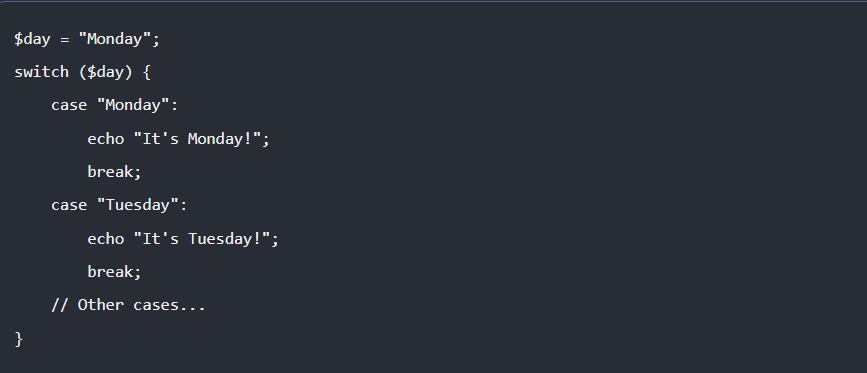 $day = "Monday";
switch ($day) {
    case "Monday":
        echo "It's Monday!";
        break;
    case "Tuesday":
        echo "It's Tuesday!";
        break;
    // Other cases...
}